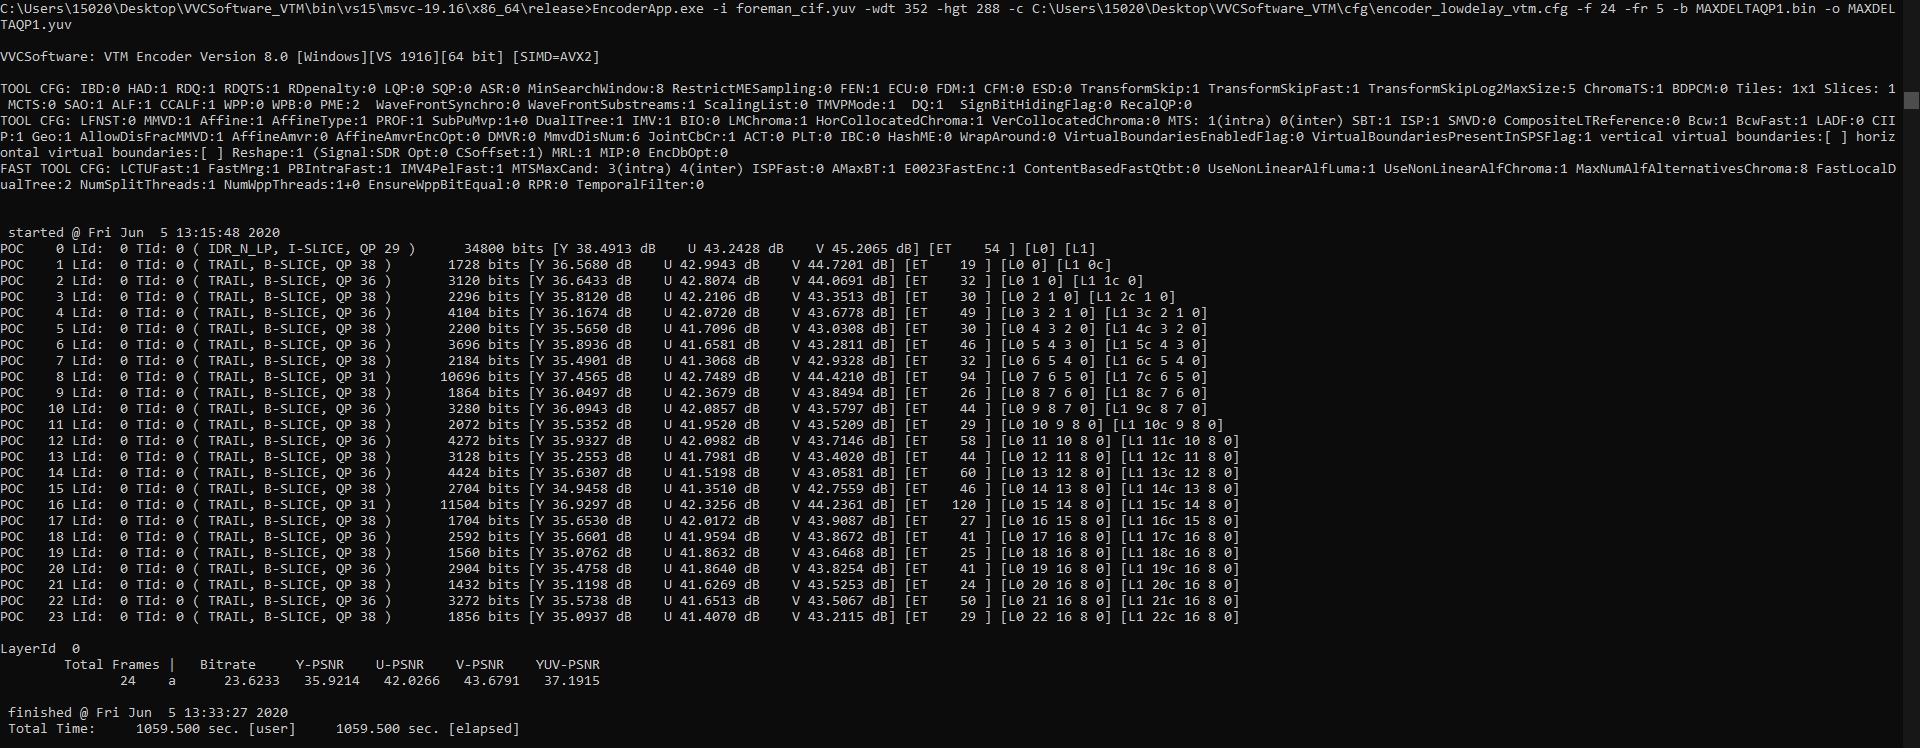 C:\Users\15020\Desktop\VVCSoftware_VTM\bin\vs15\msvc-19.16\x86_64\release>EncoderApp.exe -i foreman_cif.yuv -wdt 352 -hgt 288 -c C:\Users\15020\Desktop\VVCSoftware_VTM\cfg\encoder_lowdelay_vtm.cfg -f 24 -fr 5 -b MAXDELTAQP1.bin -o MAXDEL
TAQP1.yuv
VVCSoftware: VTM Encoder Version 8.0 [Windows][VS 1916][64 bit] [SIMD=AVX2]
TOOL CFG: IBD:0 HAD:1 RDQ:1 RDQTS:1 RDpenalty:0 LQP:0 SQP:0 ASR:0 MinSearchWindow:8 RestrictMESampling:0 FEN:1 ECU:0 FDM:1 CFM:0 ESD:0 TransformSkip:1 TransformSkipFast:1 TransformSkipLog2MaxSize:5 ChromaTS:1 BDPCM:0 Tiles: 1x1 Slices: 1
MCTS:0 SAO:1 ALF:1 CCALF:1 WPP:0 WPB:0 PME:2 WaveFrontSynchro:0 WaveFrontSubstreams:1 ScalingList:0 TMVPMode:1 DQ:1 SignBitHidingFlag:0 RecalQP:0
TOOL CFG: LFNST:0 MMVD:1 Affine:1 AffineType:1 PROF:1 SubPuMvp:1+0 DualITree:1 IMV:1 BIO:0 LMChroma:1 HorCollocatedChroma:1 VerCollocatedChroma:0 MTS: 1(intra) 0(inter) SBT:1 ISP:1 SMVD:0 CompositeLTReference:0 Bcw:1 BcwFast:1 LADF:0 CII
P:1 Geo:1 AllowDisFracMMVD:1 AffineAmvr:0 AffineAmvrEncOpt:0 DMVR:0 MmvdDisNum:6 JointCbCr:1 ACT:0 PLT:0 IBC:0 HashME:0 WrapAround:0 VirtualBoundariesEnabledFlag:0 VirtualBoundariesPresentInSPSFlag:1 vertical virtual boundaries:[ ] horiz
ontal virtual boundaries:[ ] Reshape:1 (Signal:SDR Opt:0 CSoffset:1) MRL:1 MIP:0 EncDbOpt:0
FAST TOOL CFG: LCTUFast:1 FastMrg:1 PBIntraFast:1 IMV4PelFast:1 MTSMaxCand: 3(intra) 4(inter) ISPFast:0 AMaxBT:1 E0023FastEnc:1 ContentBasedFastQtbt:0 UseNonLinearAlfLuma:1 UseNonLinearAlfChroma:1 MaxNumAlfAlternativesChroma:8 FastLocalD
ualTree:2 NumSplitThreads:1 NumWppThreads:1+0 EnsureWppBitEqual:0 RPR:0 TemporalFilter:0
started @ Fri Jun  5 13:15:48 2020
POC 0 LId: 0 TId: 0 ( IDR_N_LP, I-SLICE, QP 29 ) 34800 bits [Y 38.4913 dB U 43.2428 dB V 45.2065 dB] [ET 54 ] [L0] [L1]
POC 1 LId: 0 TId: 0 ( TRAIL, B-SLICE, QP 38 ) 1728 bits [Y 36.5680 dB U 42.9943 dB V 44.7201 dB] [ET 19 ] [L0 0] [L1 0c]
POC 2 LId: 0 TId: 0 ( TRAIL, B-SLICE, QP 36 ) 3120 bits [Y 36.6433 dB U 42.8074 dB V 44.0691 dB] [ET 32 ] [L0 1 0] [L1 1c 0]
POC 3 LId: 0 TId: 0 ( TRAIL, B-SLICE, QP 38 ) 2296 bits [Y 35.8120 dB U 42.2106 dB V 43.3513 dB] [ET 30 ] [L0 2 1 0] [L1 2c 1 0]
POC 4 LId: 0 TId: 0 ( TRAIL, B-SLICE, QP 36 ) 4104 bits [Y 36.1674 dB U 42.0720 dB V 43.6778 dB] [ET 49 ] [L0 3 2 1 0] [L1 3c 2 1 0]
POC 5 LId: 0 TId: 0 ( TRAIL, B-SLICE, QP 38 ) 2200 bits [Y 35.5650 dB U 41.7096 dB V 43.0308 dB] [ET 30 ] [L0 4 3 2 0] [L1 4c 3 2 0]
POC 6 LId: 0 TId: 0 ( TRAIL, B-SLICE, QP 36 ) 3696 bits [Y 35.8936 dB U 41.6581 dB V 43.2811 dB] [ET 46 ] [L0 5 4 3 0] [L1 5c 4 3 0]
POC 7 LId: 0 TId: 0 ( TRAIL, B-SLICE, QP 38 ) 2184 bits [Y 35.4901 dB U 41.3068 dB V 42.9328 dB] [ET 32 ] [L0 6 5 4 0] [L1 6c 5 4 0]
POC 8 LId: 0 TId: 0 ( TRAIL, B-SLICE, QP 31 ) 10696 bits [Y 37.4565 dB U 42.7489 dB V 44.4210 dB] [ET 94 ] [L0 7 6 5 0] [L1 7c 6 5 0]
POC 9 LId: 0 TId: 0 ( TRAIL, B-SLICE, QP 38 ) 1864 bits [Y 36.0497 dB U 42.3679 dB V 43.8494 dB] [ET 26 ] [L0 8 7 6 0] [L1 8c 7 6 0]
POC 10 LId: 0 TId: 0 ( TRAIL, B-SLICE, QP 36 ) 3280 bits [Y 36.0943 dB U 42.0857 dB V 43.5797 dB] [ET 44 ] [L0 9 8 7 0] [L1 9c 8 7 0]
POC 11 LId: 0 TId: 0 ( TRAIL, B-SLICE, QP 38 ) 2072 bits [Y 35.5352 dB U 41.9520 dB V 43.5209 dB] [ET 29 ] [L0 10 9 8 0] [L1 10c 9 8 0]
POC 12 LId: 0 TId: 0 ( TRAIL, B-SLICE, QP 36 ) 4272 bits [Y 35.9327 dB U 42.0982 dB V 43.7146 dB] [ET 58 ] [L0 11 10 8 0] [L1 11c 10 8 0]
POC 13 LId: 0 TId: 0 ( TRAIL, B-SLICE, QP 38 ) 3128 bits [Y 35.2553 dB U 41.7981 dB V 43.4020 dB] [ET 44 ] [L0 12 11 8 0] [L1 12c 11 8 0]
POC 14 LId: 0 TId: 0 ( TRAIL, B-SLICE, QP 36 ) 4424 bits [Y 35.6307 dB U 41.5198 dB V 43.0581 dB] [ET 60 ] [L0 13 12 8 0] [L1 13c 12 8 0]
POC 15 LId: 0 TId: 0 ( TRAIL, B-SLICE, QP 38 ) 2704 bits [Y 34.9458 dB U 41.3510 dB V 42.7559 dB] [ET 46 ] [L0 14 13 8 0] [L1 14c 13 8 0]
POC 16 LId: 0 TId: 0 ( TRAIL, B-SLICE, QP 31 ) 11504 bits [Y 36.9297 dB U 42.3256 dB V 44.2361 dB] [ET 120 ] [L0 15 14 8 0] [L1 15c 14 8 0]
POC 17 LId: 0 TId: 0 ( TRAIL, B-SLICE, QP 38 ) 1704 bits [Y 35.6530 dB U 42.0172 dB V 43.9087 dB] [ET 27 ] [L0 16 15 8 0] [L1 16c 15 8 0]
POC 18 LId: 0 TId: 0 ( TRAIL, B-SLICE, QP 36 ) 2592 bits [Y 35.6601 dB U 41.9594 dB V 43.8672 dB] [ET 41 ] [L0 17 16 8 0] [L1 17c 16 8 0]
POC 19 LId: 0 TId: 0 ( TRAIL, B-SLICE, QP 38 ) 1560 bits [Y 35.0762 dB U 41.8632 dB V 43.6468 dB] [ET 25 ] [L0 18 16 8 0] [L1 18c 16 8 0]
POC 20 LId: 0 TId: 0 ( TRAIL, B-SLICE, QP 36 ) 2904 bits [Y 35.4758 dB U 41.8640 dB V 43.8254 dB] [ET 41 ] [L0 19 16 8 0] [L1 19c 16 8 0]
POC 21 LId: 0 TId: 0 ( TRAIL, B-SLICE, QP 38 ) 1432 bits [Y 35.1198 dB U 41.6269 dB V 43.5253 dB] [ET 24 ] [L0 20 16 8 0] [L1 20c 16 8 0]
POC 22 LId: 0 TId: 0 ( TRAIL, B-SLICE, QP 36 ) 3272 bits [Y 35.5738 dB U 41.6513 dB V 43.5067 dB] [ET 50 ] [L0 21 16 8 0] [L1 21c 16 8 0]
POC 23 LId: 0 TId: 0 ( TRAIL, B-SLICE, QP 38 ) 1856 bits [Y 35.0937 dB U 41.4070 dB V 43.2115 dB] [ET 29 ] [L0 22 16 8 0] [L1 22c 16 8 0]
LayerId  0
Total Frames | Bitrate Y-PSNR U-PSNR V-PSNR YUV-PSNR
24 a 23.6233 35.9214 42.0266 43.6791 37.1915
finished @ Fri Jun  5 13:33:27 2020
Total Time: 1059.500 sec. [user] 1059.500 sec. [elapsed]